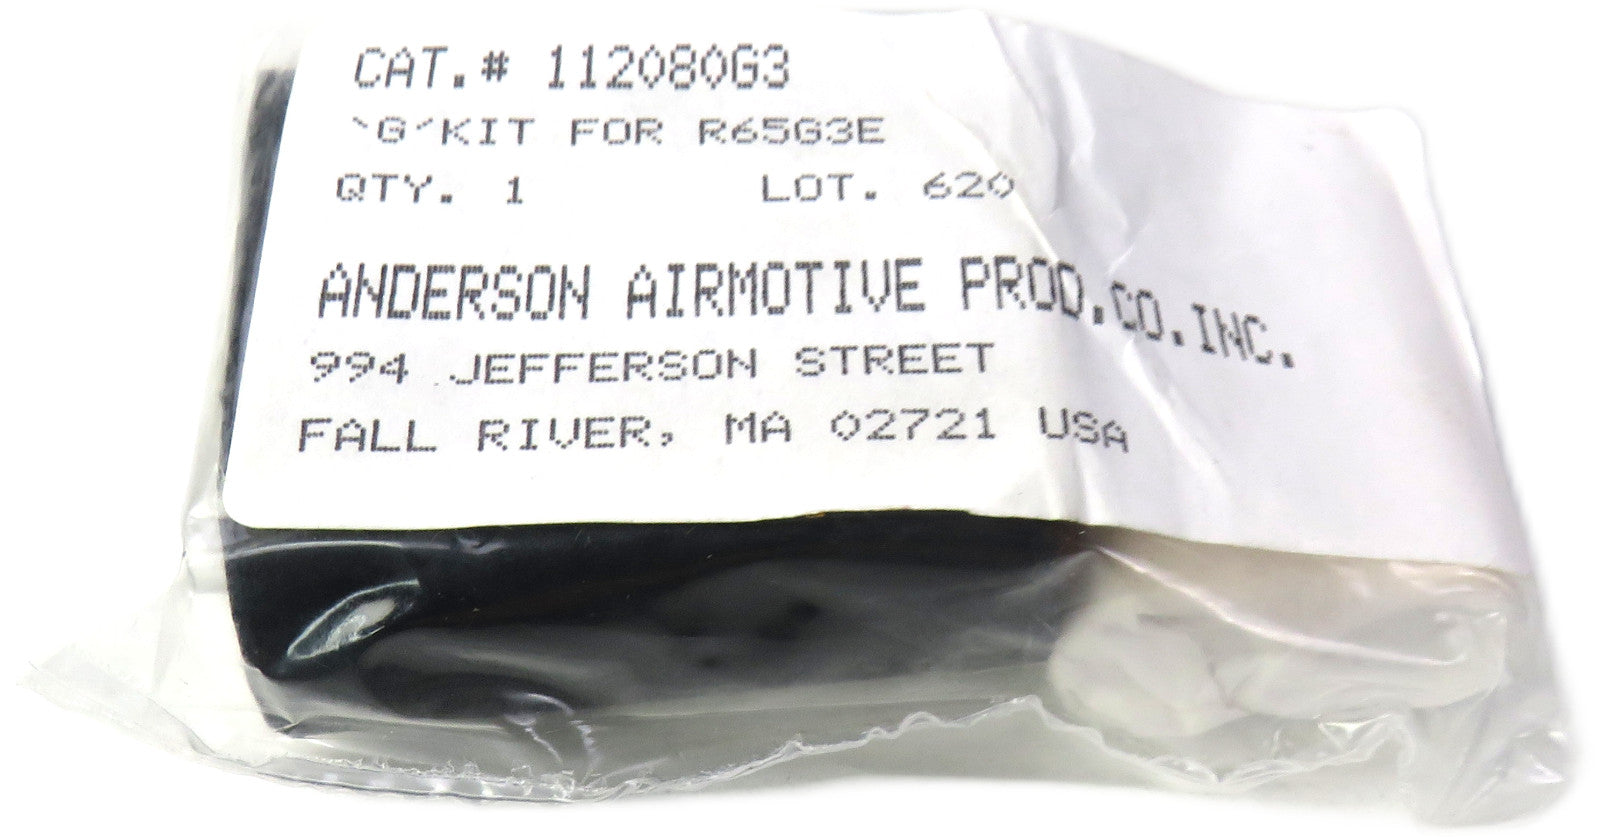 CAT.# 112080G3
`G´KIT FOR R65G3E
QTY. 1 LOT. 620
ANDERSON AIRMOTIVE PROD.CO.INC.
994 JEFFERSON STREET
FALL RIVER, MA 02721 USA